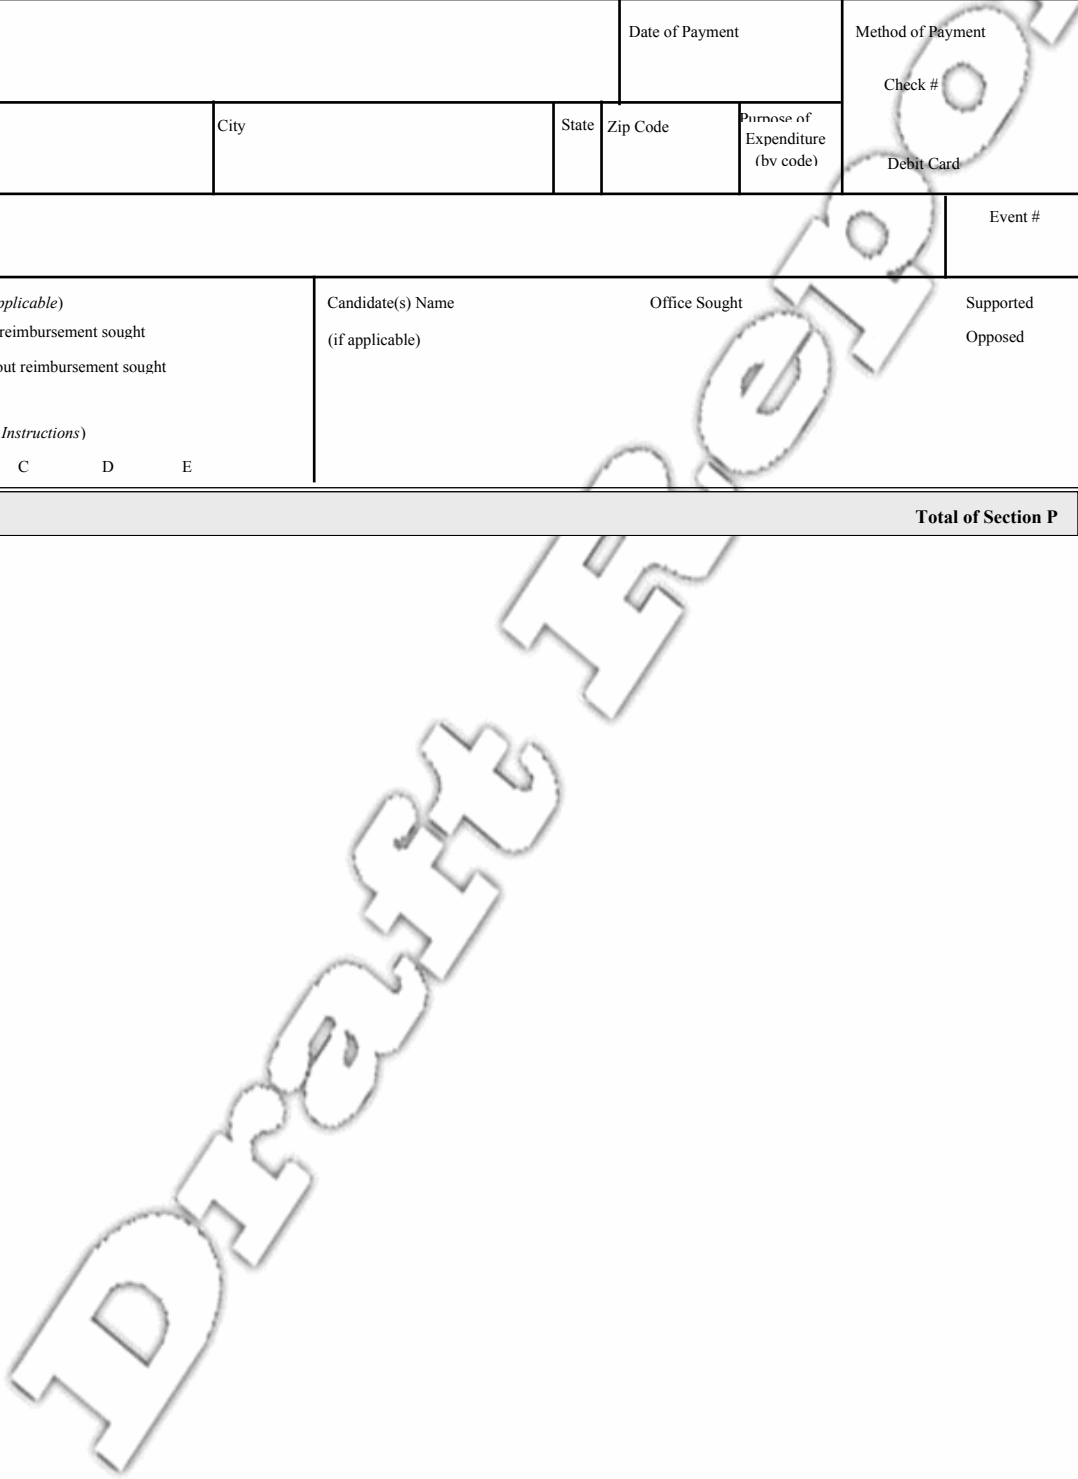 Date of Payment
Method of Payment
Check #
Debit Card
City
State
Zip Code
Purpose of
Expenditure
(by code)
Event #
pplicable)
reimbursement sought
out reimbursement sought
Instructions)
C D E
Candidate(s) Name
(if applicable)
Office Sought
Supported
Opposed
Total of Section P
Draft Repor